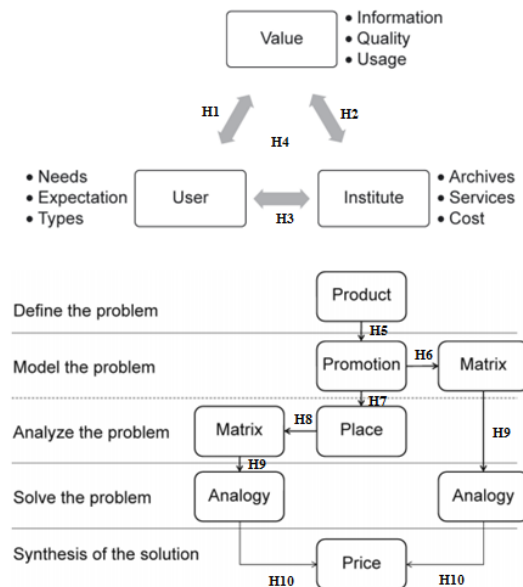 Value
• Information
• Quality
• Usage
H1
H2
H4
• Needs
• Expectation
• Types
User
H3
Institute
• Archives
• Services
• Cost
Define the problem
Product
H5
Model the problem
Promotion
H6
Matrix
H7
Analyze the problem
Matrix
H8
Place
H9
H9
Solve the problem
Analogy
Analogy
Synthesis of the solution
Price
H10
H10